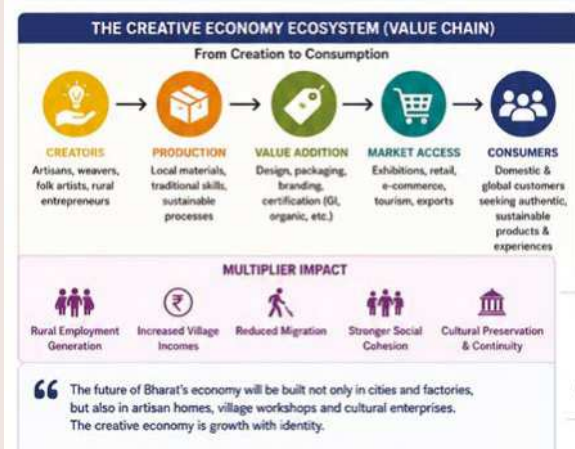 THE CREATIVE ECONOMY ECOSYSTEM (VALUE CHAIN)
From Creation to Consumption
CREATORS
Artisans, weavers,
folk artists, rural
entrepreneurs
PRODUCTION
Local materials,
traditional skills,
sustainable
processes
VALUE ADDITION
Design, packaging,
branding,
certification (GI,
organic, etc.)
MARKET ACCESS
Exhibitions, retail,
e-commerce,
tourism, exports
CONSUMERS
Domestic &
global customers
seeking authentic,
sustainable
products &
experiences
MULTIPLIER IMPACT
Rural Employment
Generation
₹
Increased Village
Incomes
Reduced Migration
Stronger Social
Cohesion
Cultural Preservation
& Continuity
“ The future of Bharat's economy will be built not only in cities and factories,
but also in artisan homes, village workshops and cultural enterprises.
The creative economy is growth with identity.